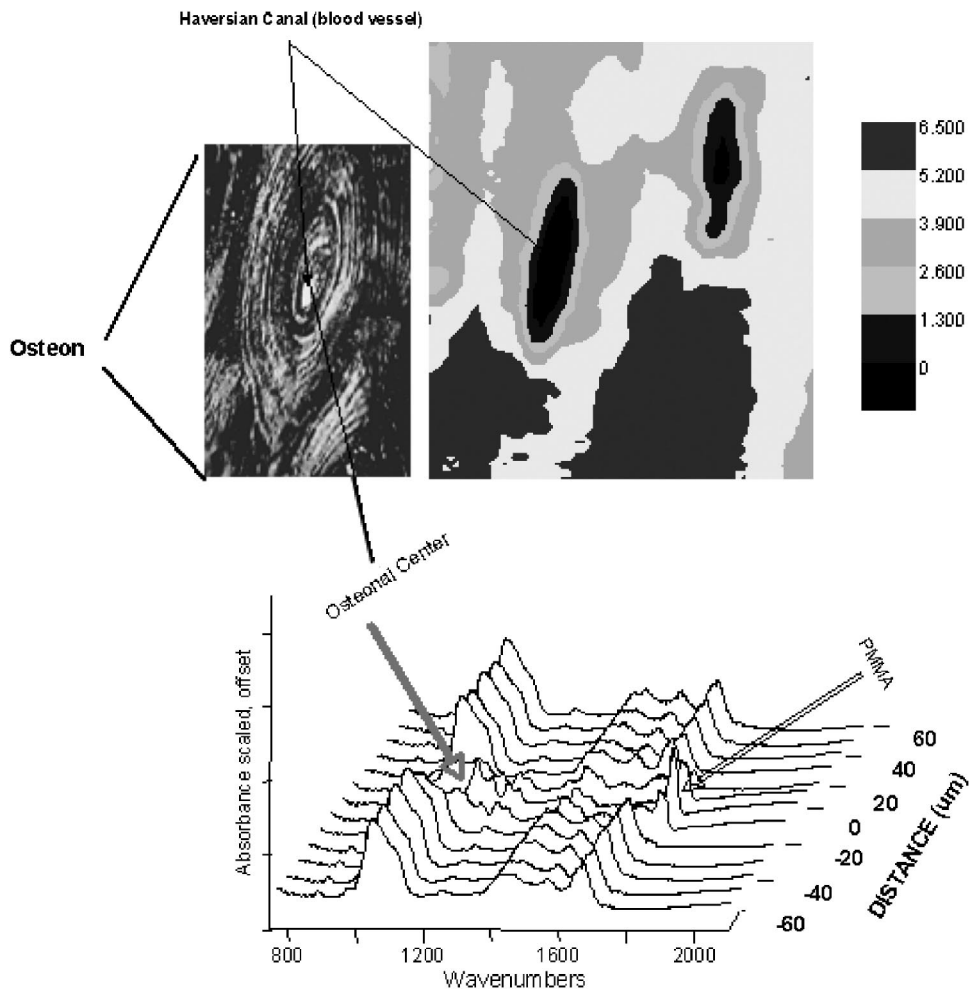 Haversian Canal (blood vessel)
6.500
5.200
3.900
2.600
1.300
0
Osteon
Osteonal Center
PMMA
Absorbance scaled, offset
60
40
20
0
-20
-40
-60
DISTANCE (um)
800
1200
1600
2000
Wavenumbers